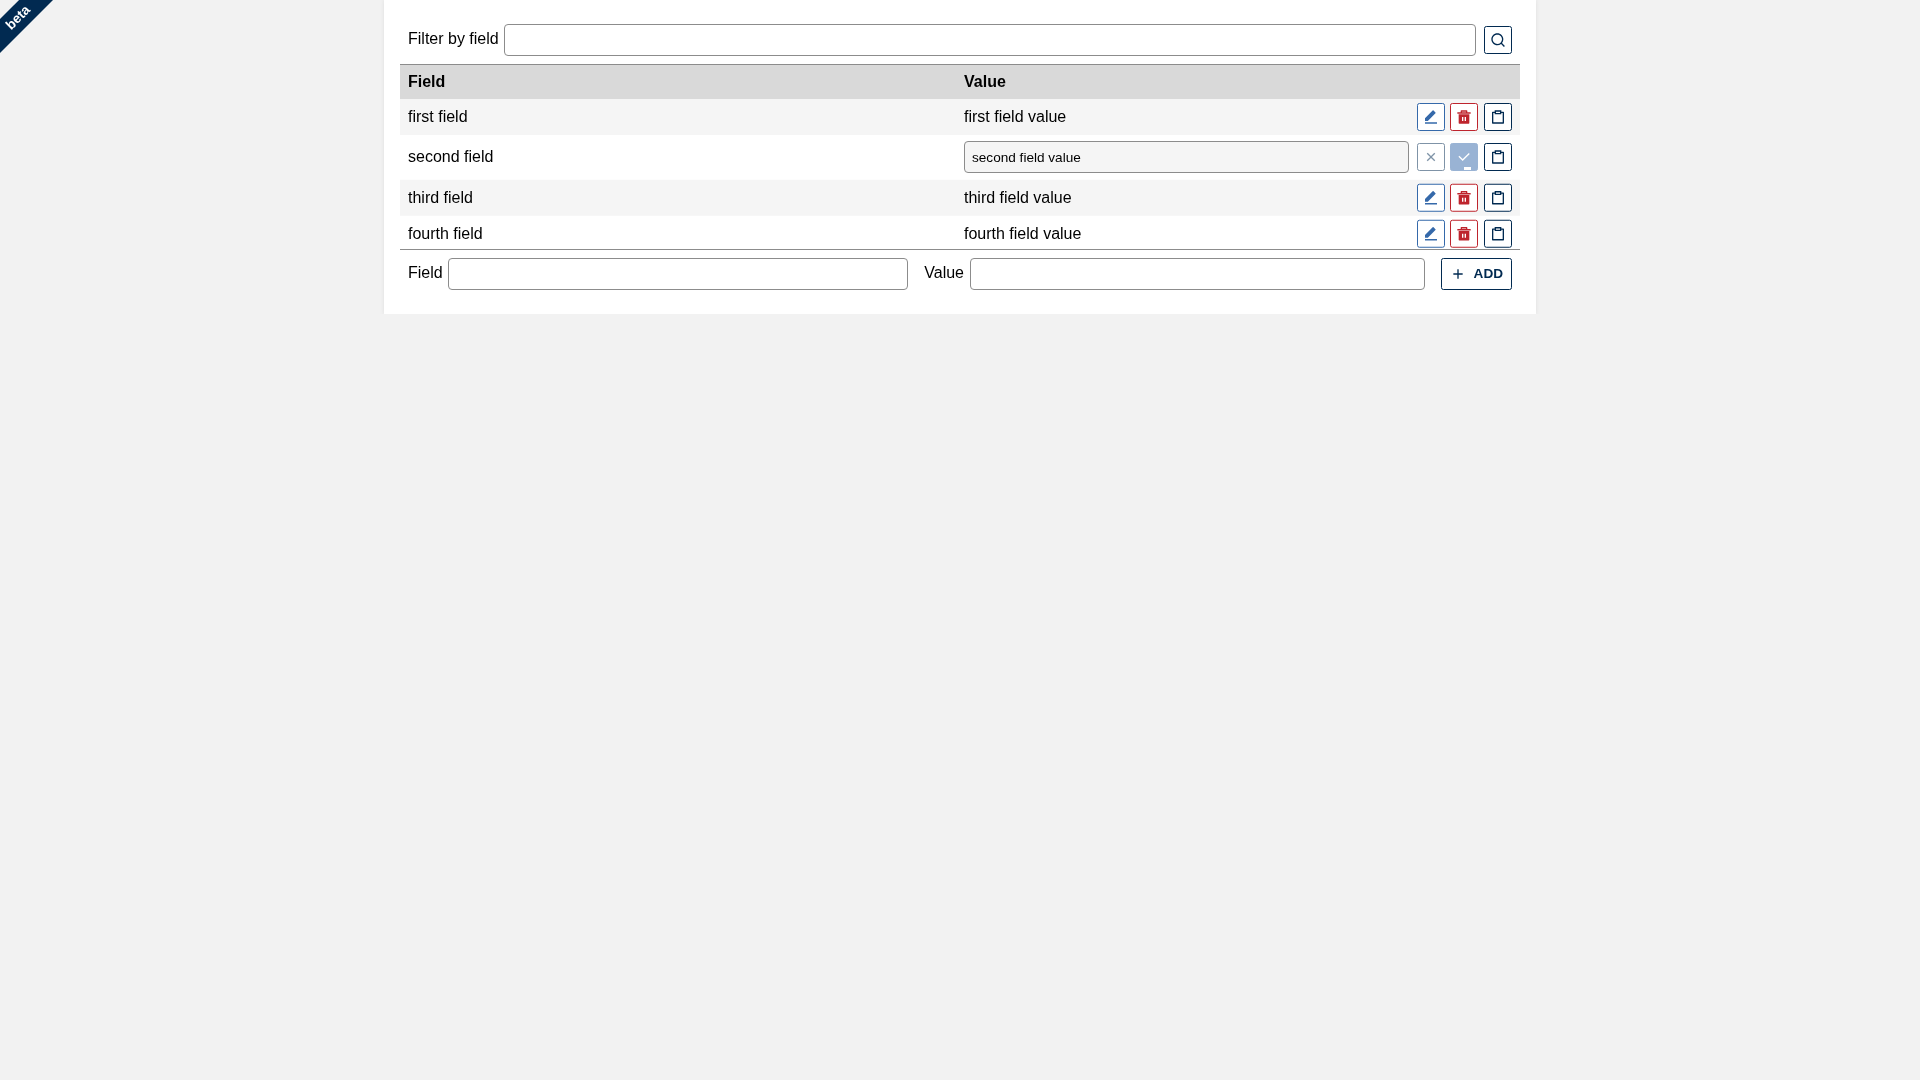 beta
Filter by field
Field Value
first field first field value
second field second field value
third field third field value
fourth field fourth field value
Field Value ADD